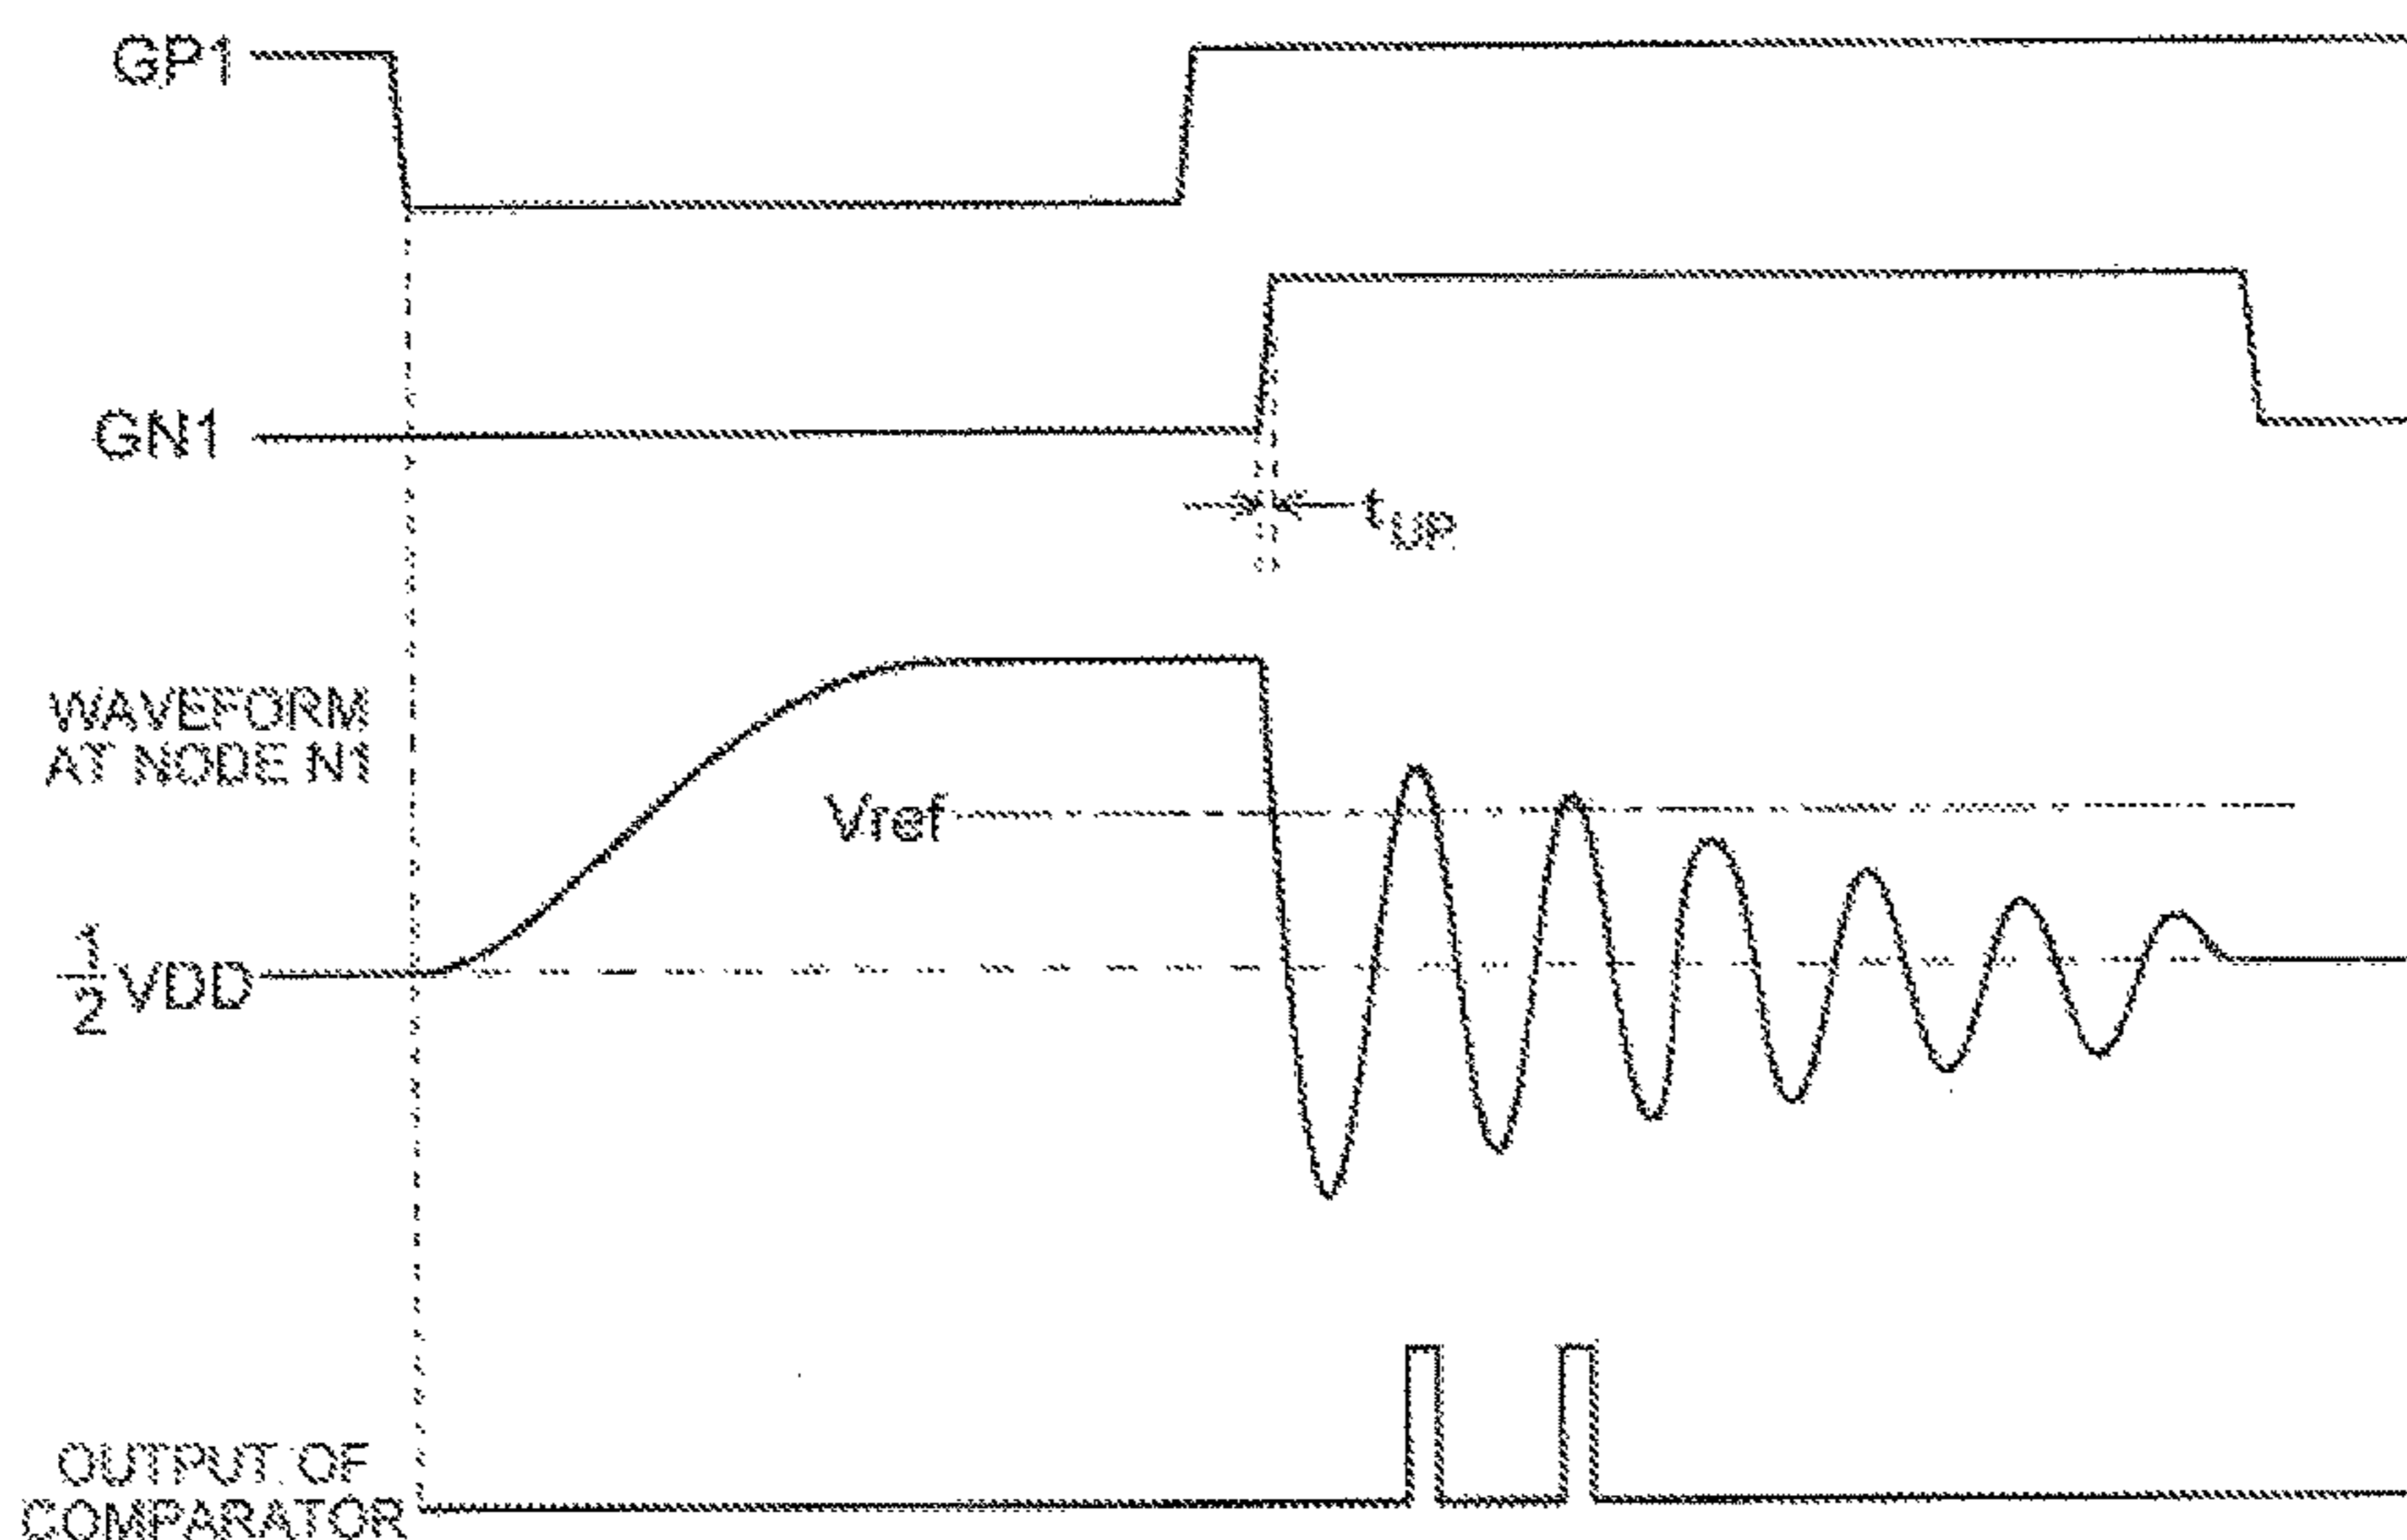 GP1
GN1
tUP
WAVEFORM
AT NODE N1
Vref
1/2 VDD
OUTPUT OF
COMPARATOR